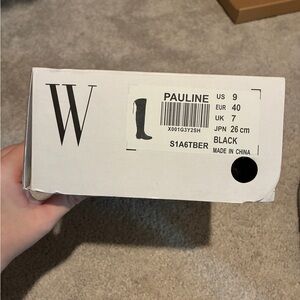 W
PAULINE
X001G3Y2SH
S1A6TBER
US 9
EUR 40
UK 7
JPN 26 cm
BLACK
MADE IN CHINA